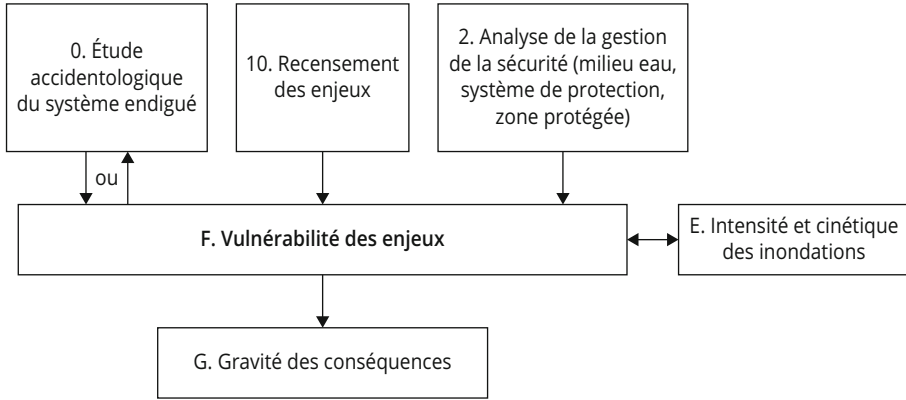 0. Étude
accidentologique
du système endigué
10. Recensement
des enjeux
2. Analyse de la gestion
de la sécurité (milieu eau,
système de protection,
zone protégée)
ou
F. Vulnérabilité des enjeux
E. Intensité et cinétique
des inondations
G. Gravité des conséquences